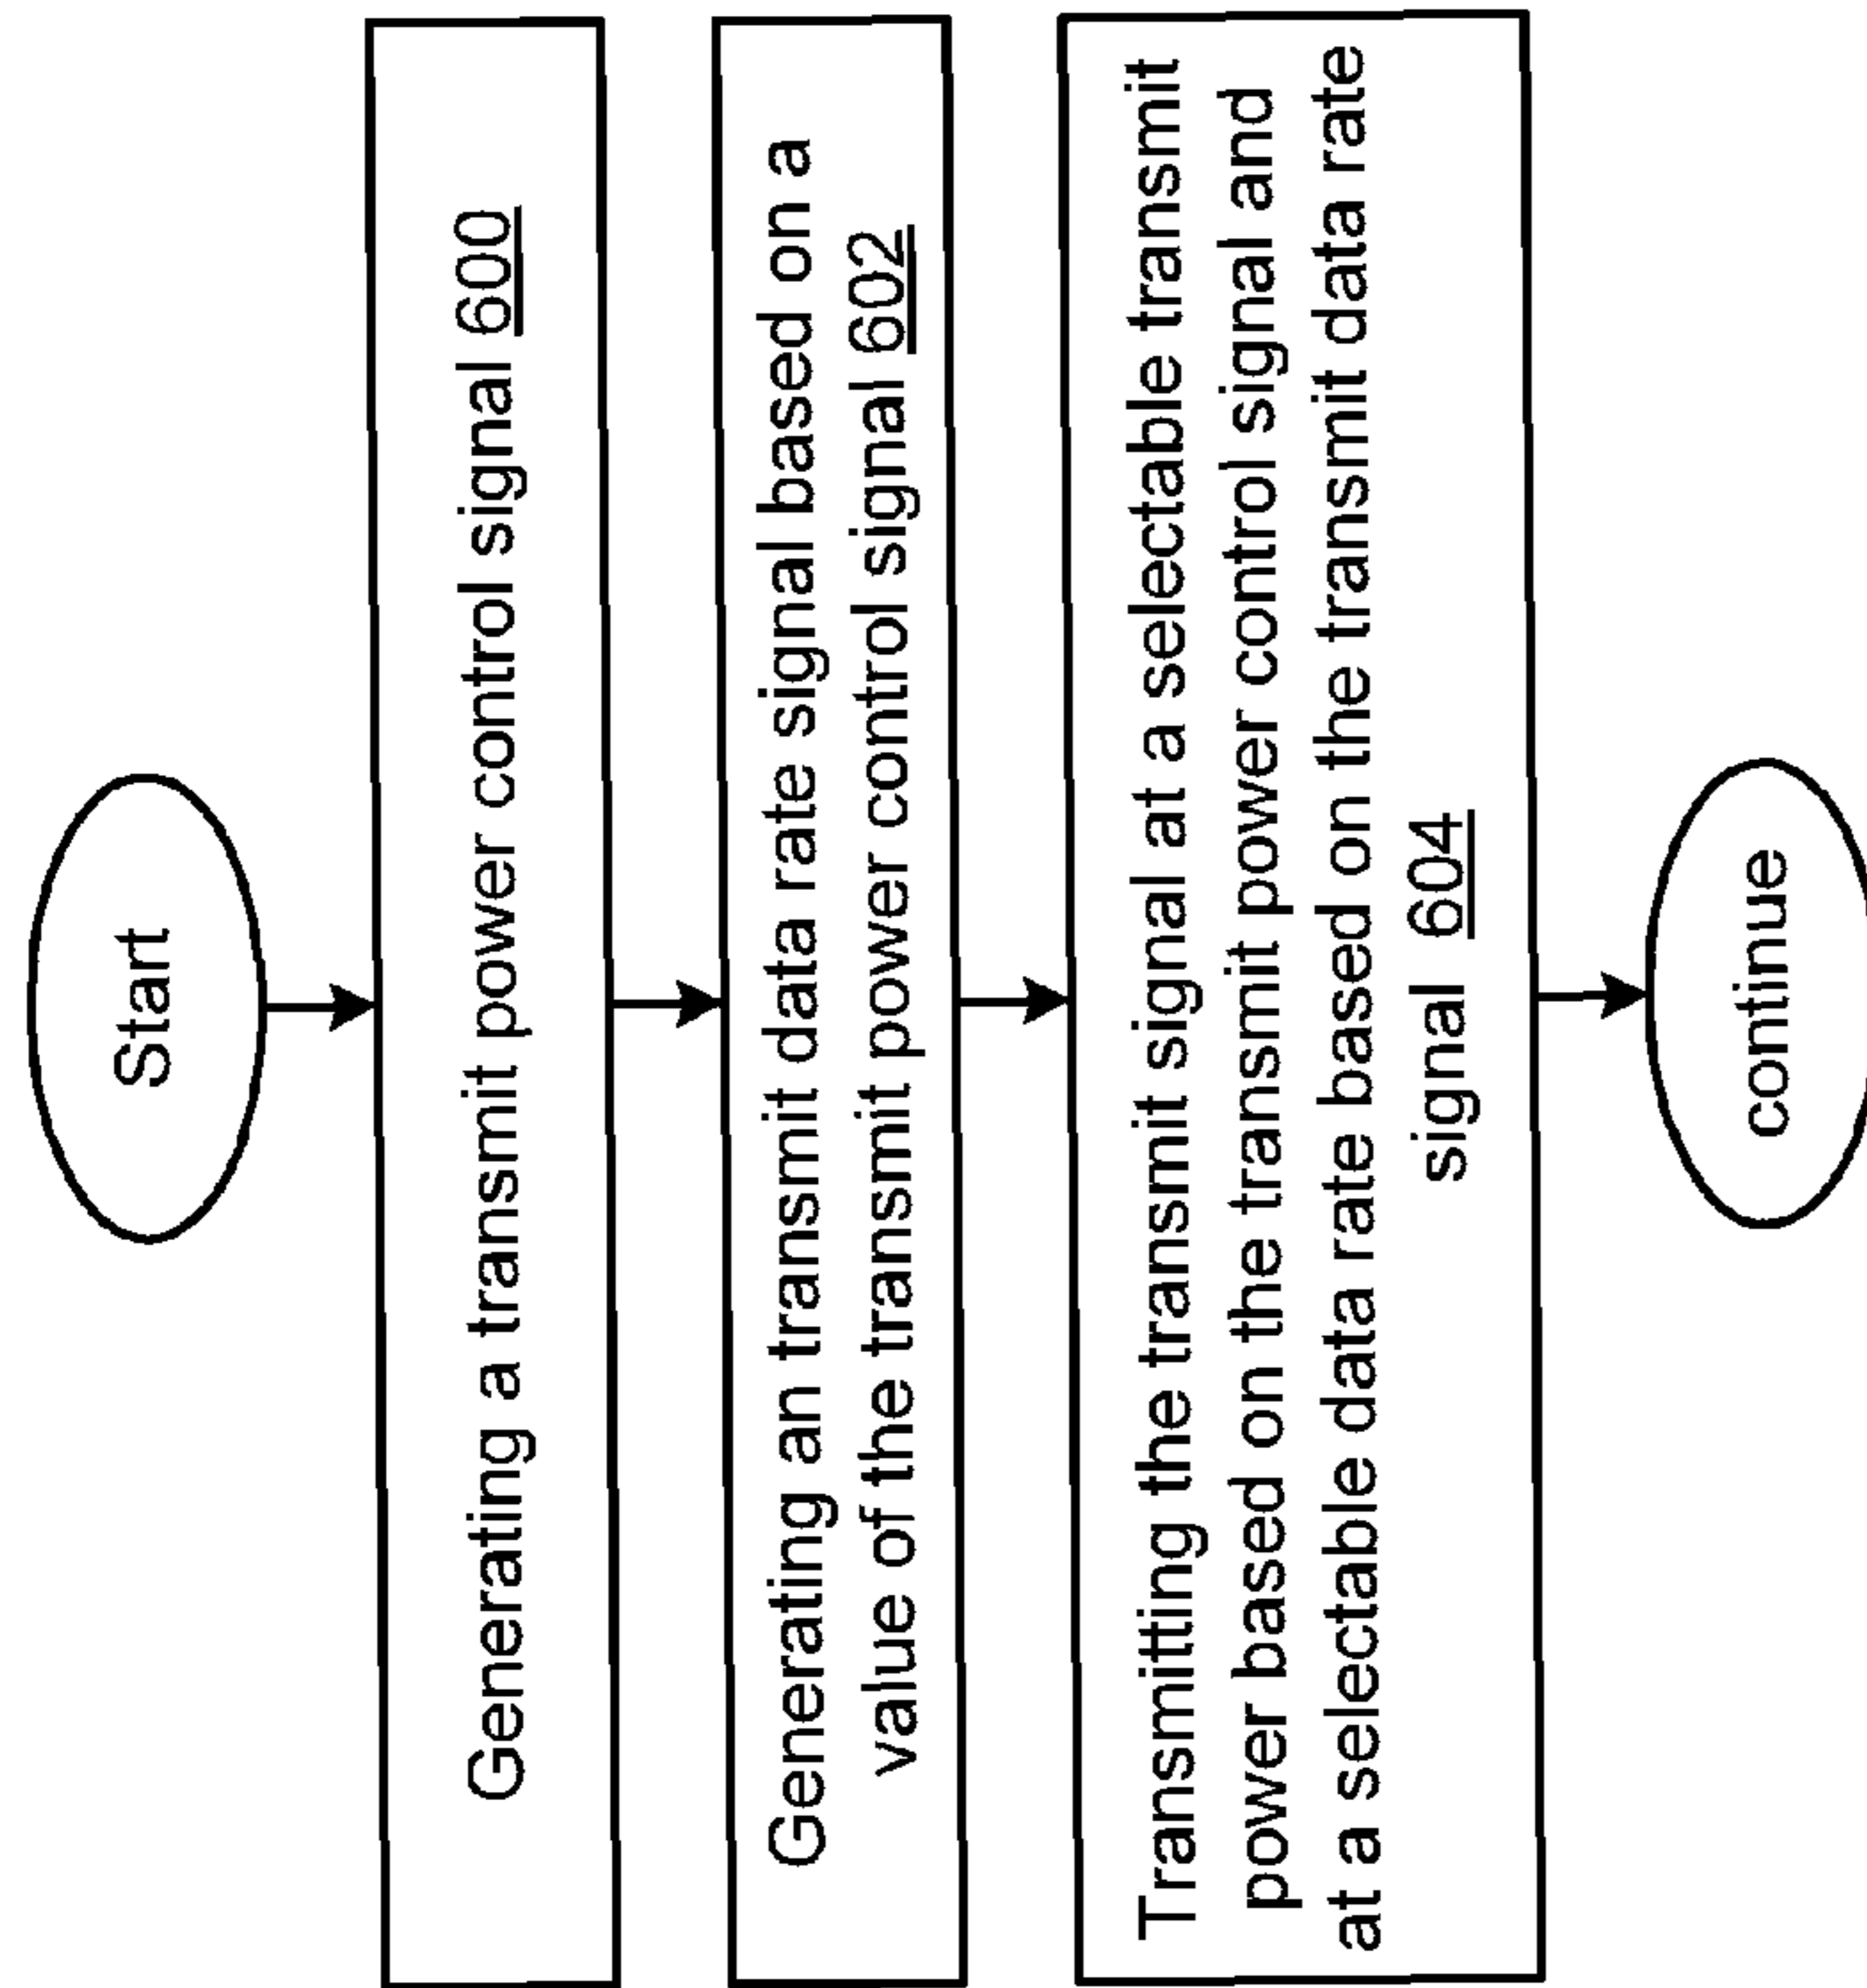 Start
Generating a transmit power control signal 600
Generating an transmit data rate signal based on a
value of the transmit power control signal 602
Transmitting the transmit signal at a selectable transmit
power based on the transmit power control signal and
at a selectable data rate based on the transmit data rate
signal 604
continue